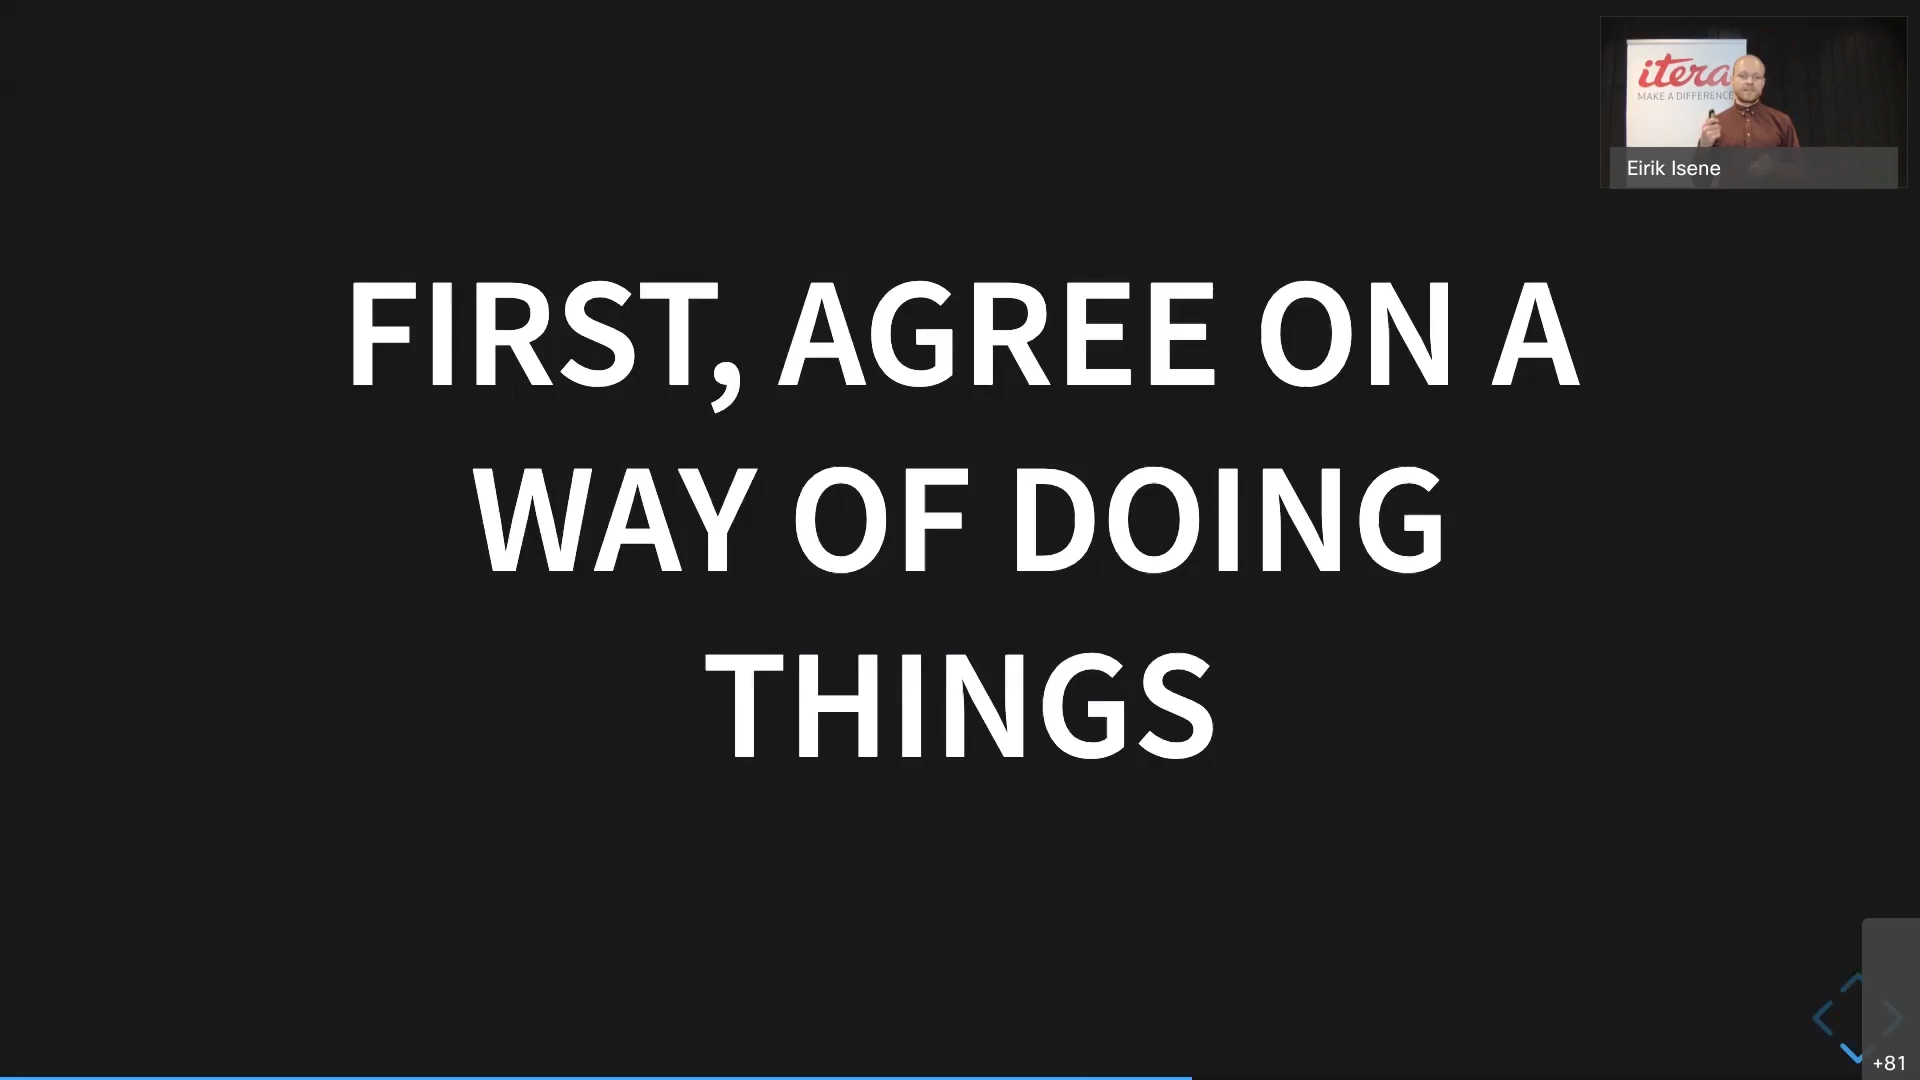 itera
MAKE A DIFFERENCE
Eirik Isene
FIRST, AGREE ON A
WAY OF DOING
THINGS
+81